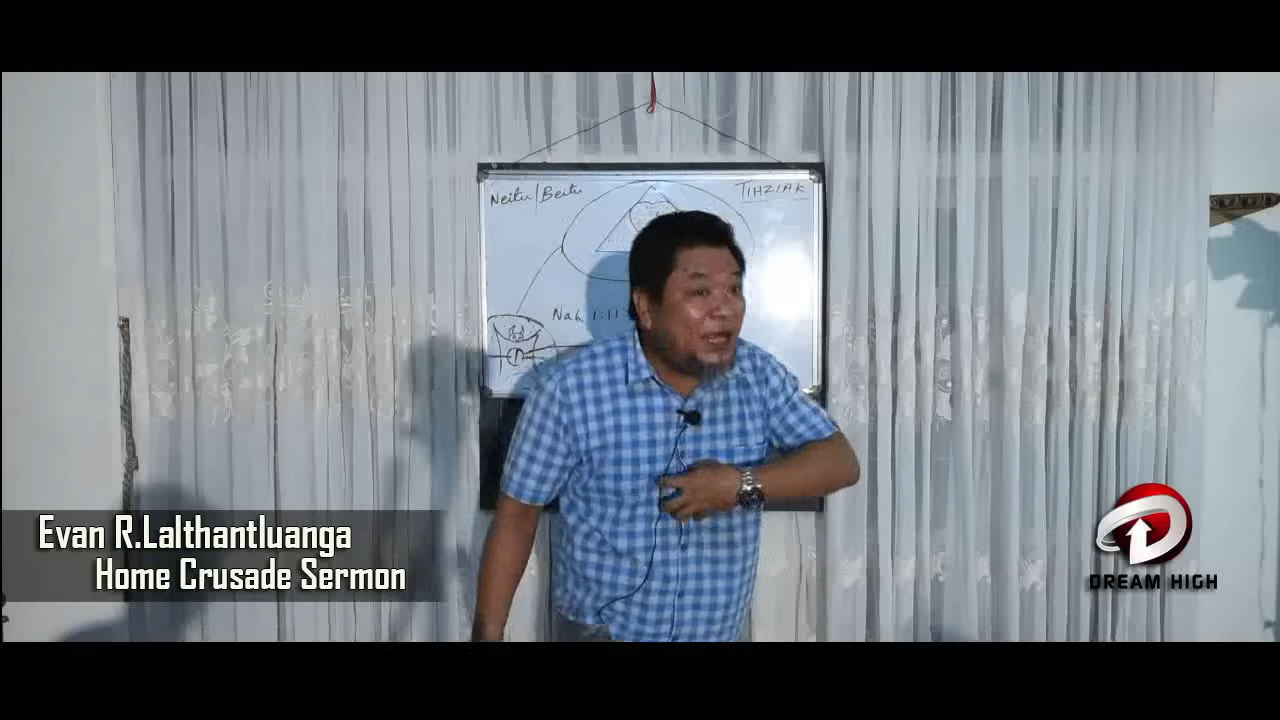 Neitu/Beitu
TIHZIAK
Nah 1:11
Evan R.Lalthantluanga
Home Crusade Sermon
DREAM HIGH